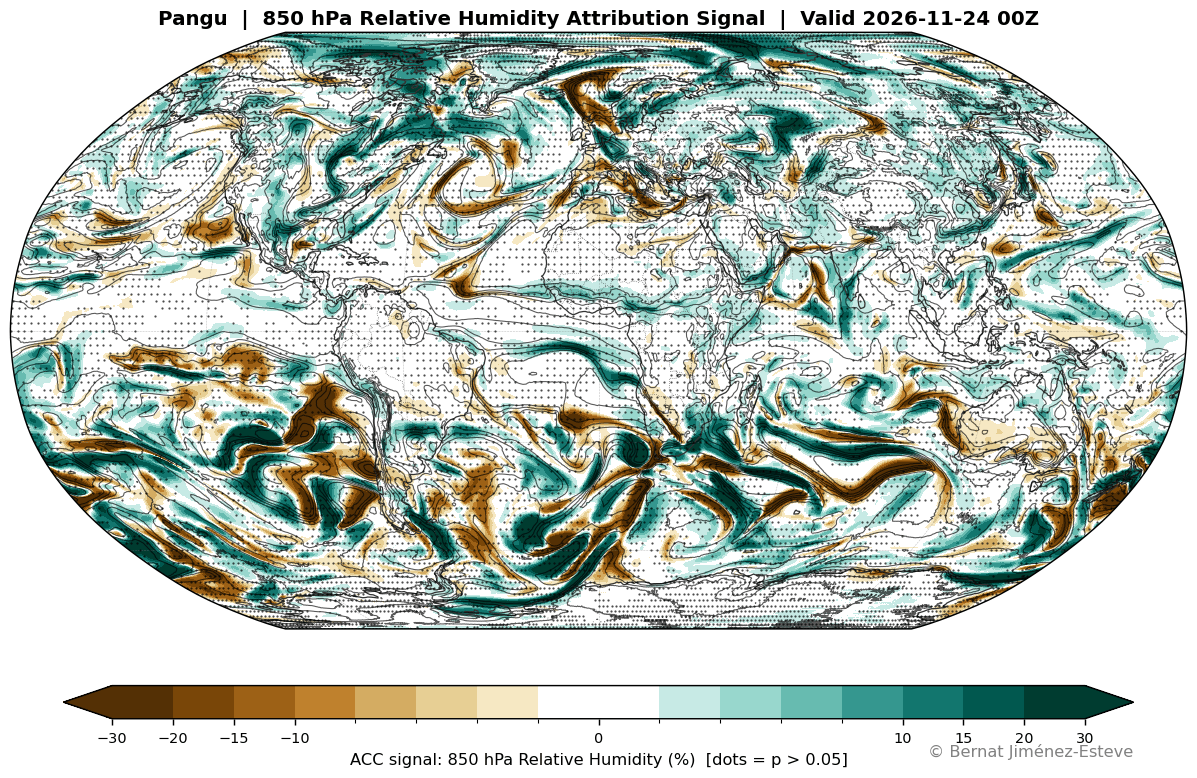 Pangu | 850 hPa Relative Humidity Attribution Signal | Valid 2026-11-24 00Z
−30 −20 −15 −10 0 10 15 20 30
ACC signal: 850 hPa Relative Humidity (%) [dots = p > 0.05]
© Bernat Jiménez-Esteve